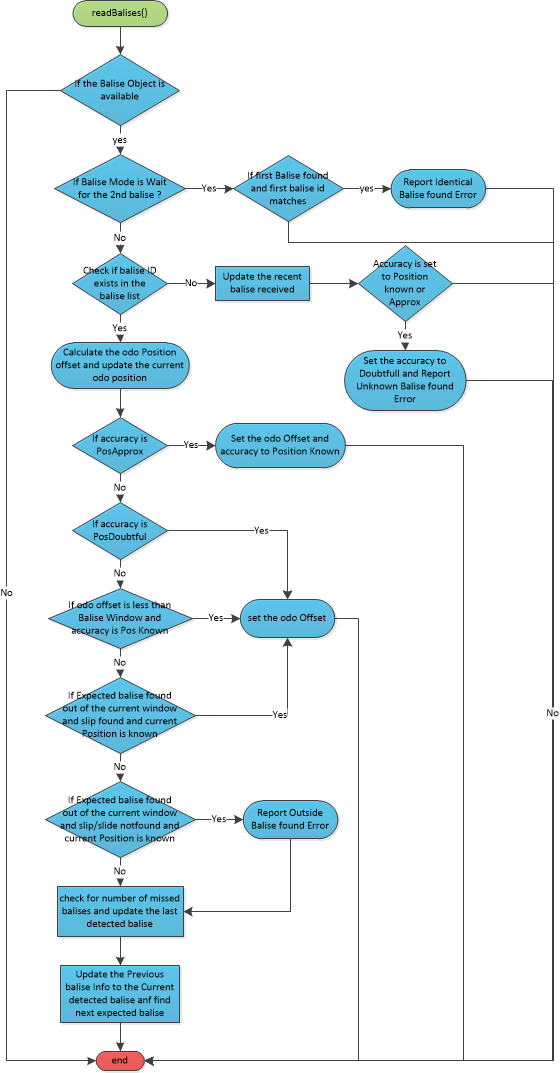 readBalises()
If the Balise Object is
available
yes
If Balise Mode is Wait
for the 2nd balise ?
Yes
If first Balise found
and first balise id
matches
yes
Report Identical
Balise found Error
No
Check if balise ID
exists in the
balise list
No
Update the recent
balise received
Accuracy is set
to Position
known or
Approx
Yes
Yes
Calculate the odo Position
offset and update the current
odo position
Set the accuracy to
Doubtfull and Report
Unknown Balise found
Error
If accuracy is
PosApprox
Yes
Set the odo Offset and
accuracy to Position Known
No
If accuracy is
PosDoubtful
Yes
No
No
If odo offset is less than
Balise Window and
accuracy is Pos Known
Yes
set the odo Offset
No
If Expected balise found
out of the current window
and slip found and current
Position is known
Yes
No
No
If Expected balise found
out of the current window
and slip/slide notfound and
current Position is known
Yes
Report Outside
Balise found Error
No
check for number of missed
balises and update the last
detected balise
Update the Previous
balise Info to the Current
detected balise anf find
next expected balise
end